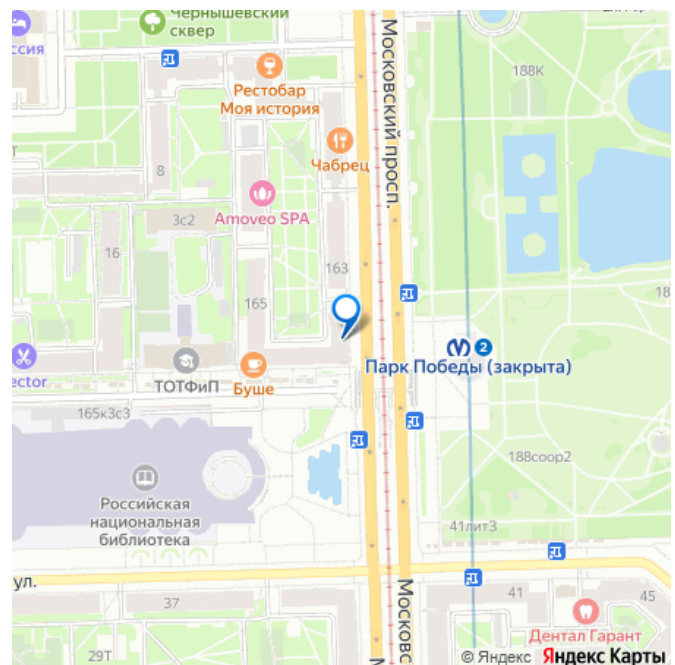 Чернышевский
сквер
ссия
188К
Рестобар
Моя история
Московский просп.
Чабрец
8
Amoveo SPA
3с2
16
163
165
18
2
Парк Победы (закрыта)
ector
ТОТФиП
Буше
165к3с3
188соор2
Российская
национальная
библиотека
41лит3
ул.
37
Московс
41
45
Дентал Гарант
29Т
© Яндекс Яндекс Карты